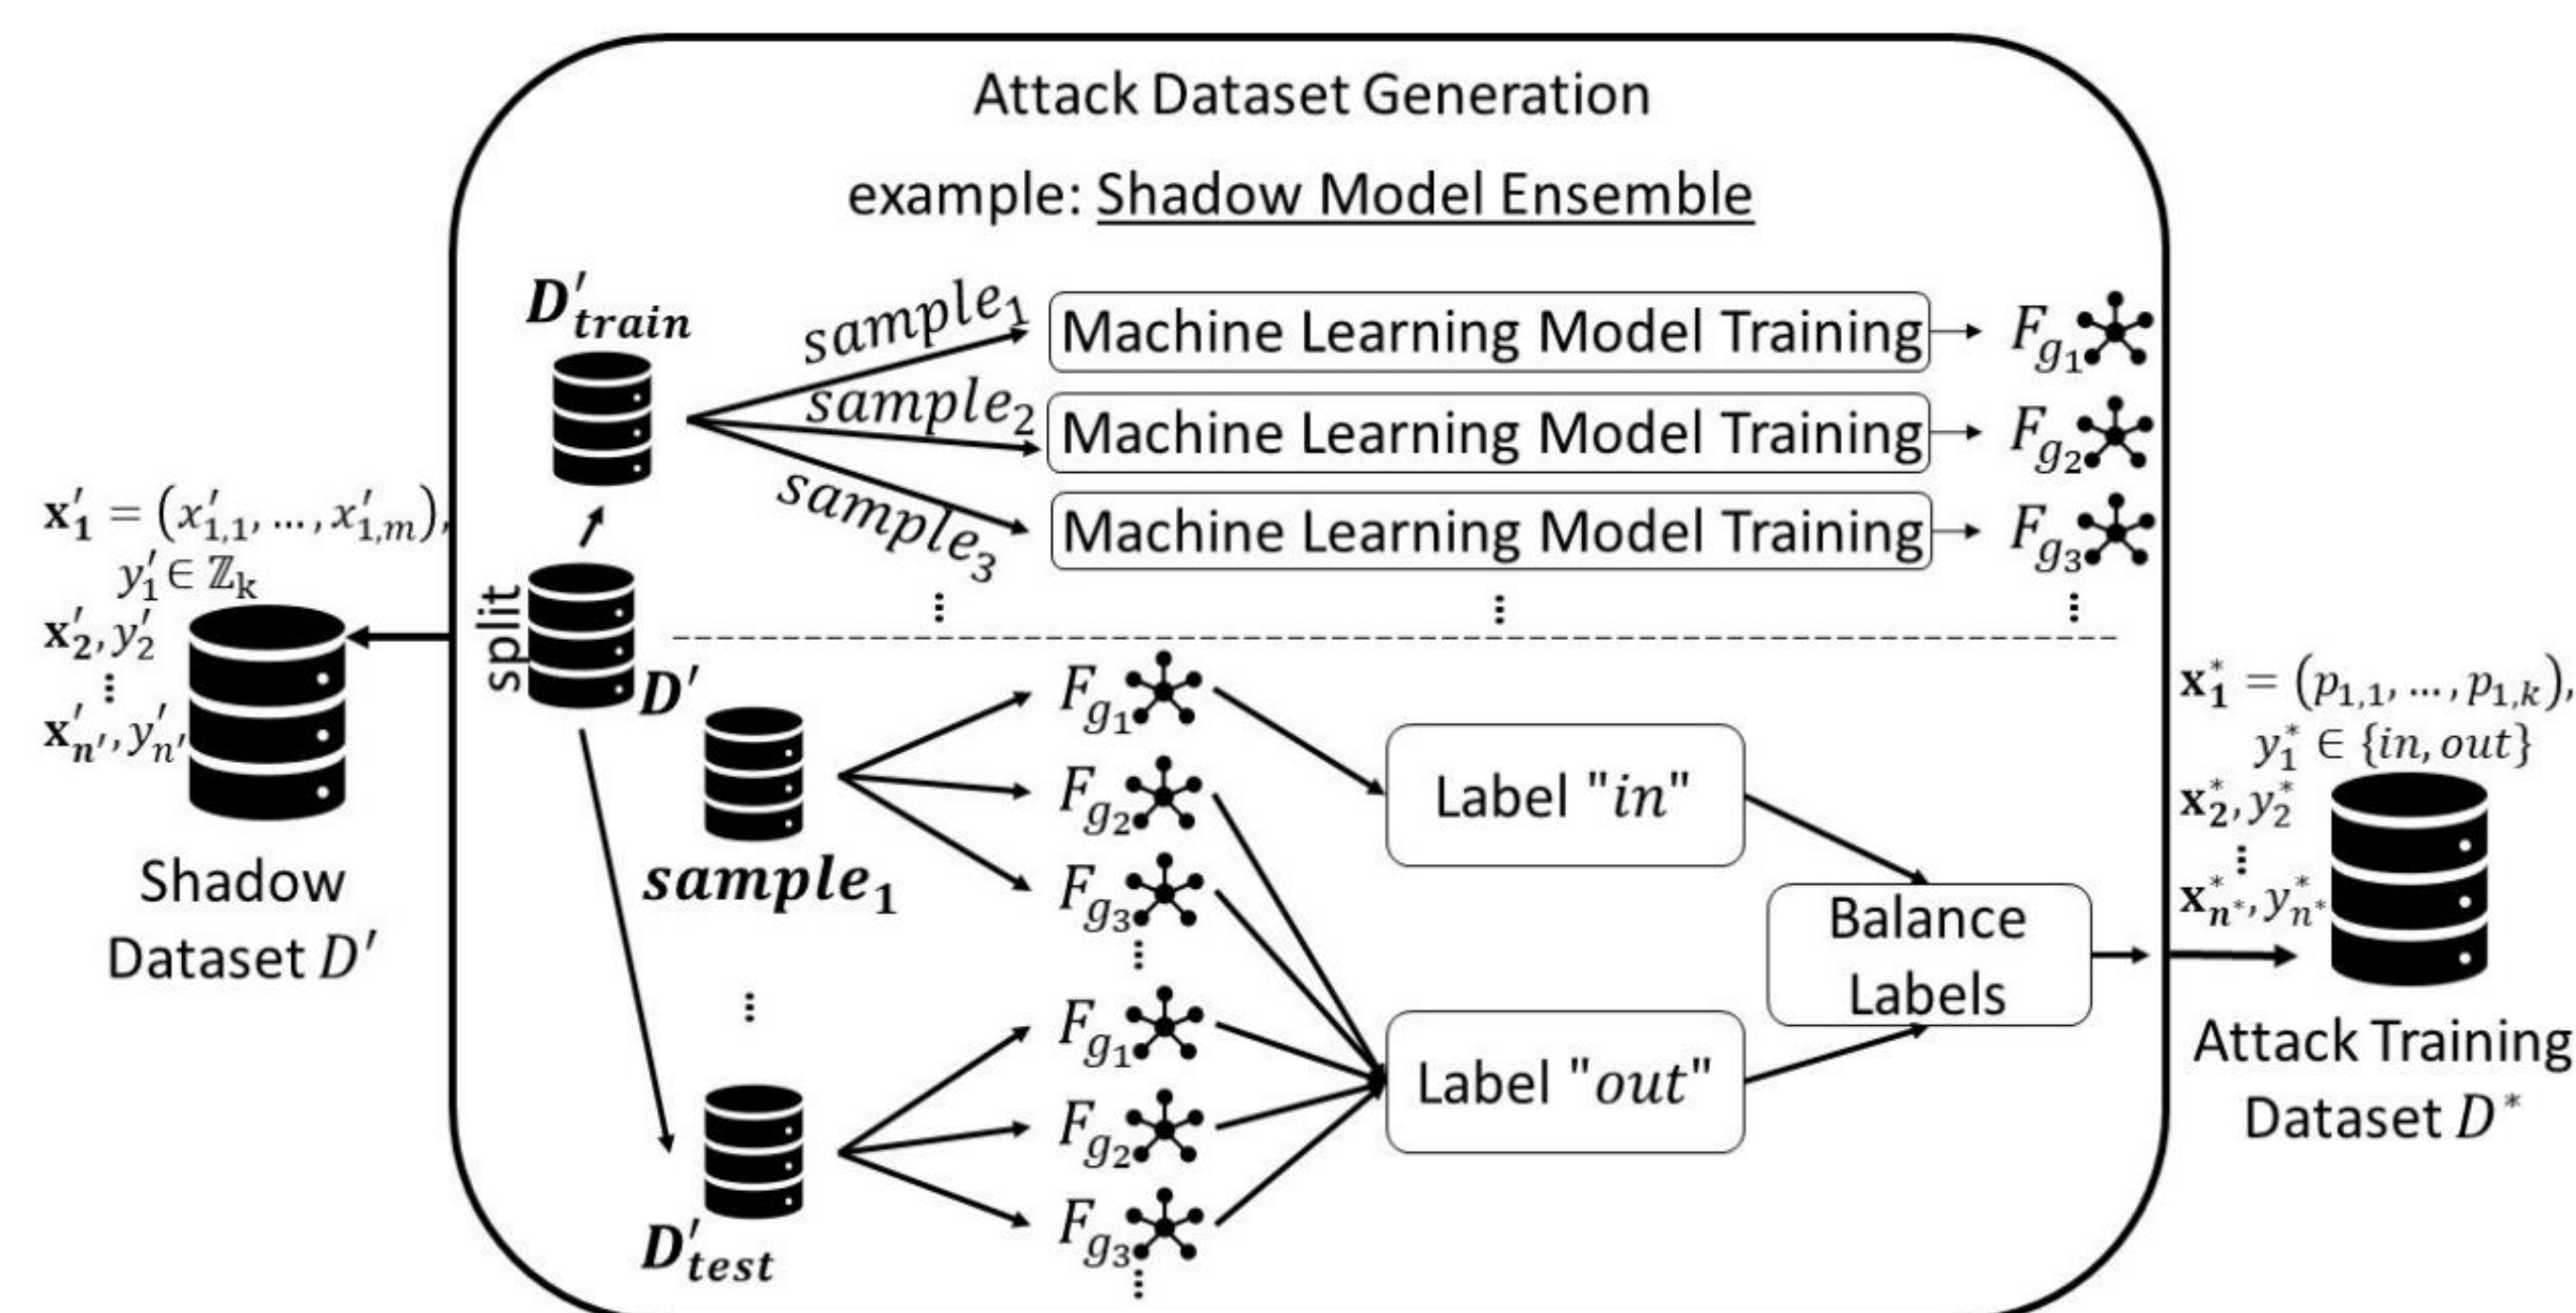 Attack Dataset Generation
example: Shadow Model Ensemble
D'train
sample1
Machine Learning Model Training
Fg1
sample2
Machine Learning Model Training
Fg2
sample3
Machine Learning Model Training
Fg3
⋮ ⋮ ⋮
x′1 = (x′1,1, ..., x′1,m),
y′1 ∈ ℤk
x′2, y′2
⋮
x′n′, y′n′
Shadow
Dataset D′
split
D′
sample1
Fg1
Fg2
Fg3
⋮
⋮
Fg1
Fg2
Fg3
⋮
D′test
Label "in"
Label "out"
Balance
Labels
x*1 = (p1,1, ..., p1,k),
y*1 ∈ {in, out}
x*2, y*2
⋮
x*n*, y*n*
Attack Training
Dataset D*